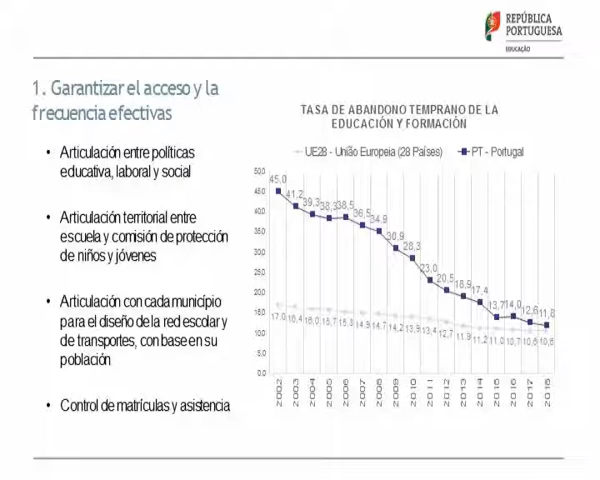 REPÚBLICA
PORTUGUESA
EDUCAÇÃO
1. Garantizar el acceso y la
frecuencia efectivas
• Articulación entre políticas
educativa, laboral y social
• Articulación territorial entre
escuela y comisión de protección
de niños y jóvenes
• Articulación con cada município
para el diseño de la red escolar y
de transportes, con base en su
población
• Control de matrículas y asistencia
TASA DE ABANDONO TEMPRANO DE LA
EDUCACIÓN Y FORMACIÓN
UE28 - União Europeia (28 Países) PT - Portugal
50,0
45,0
40,0
35,0
30,0
25,0
20,0
15,0
10,0
5,0
0,0
45,0 41,2 39,3 38,3 38,5 36,5 34,9 30,9 28,3 23,0 20,5 18,9 17,4 13,7 14,0 12,6 11,8
17,0 16,4 16,0 15,7 15,3 14,9 14,7 14,2 13,9 13,4 12,7 11,9 11,2 11,0 10,7 10,6 10,6
2002 2003 2004 2005 2006 2007 2008 2009 2010 2011 2012 2013 2014 2015 2016 2017 2018